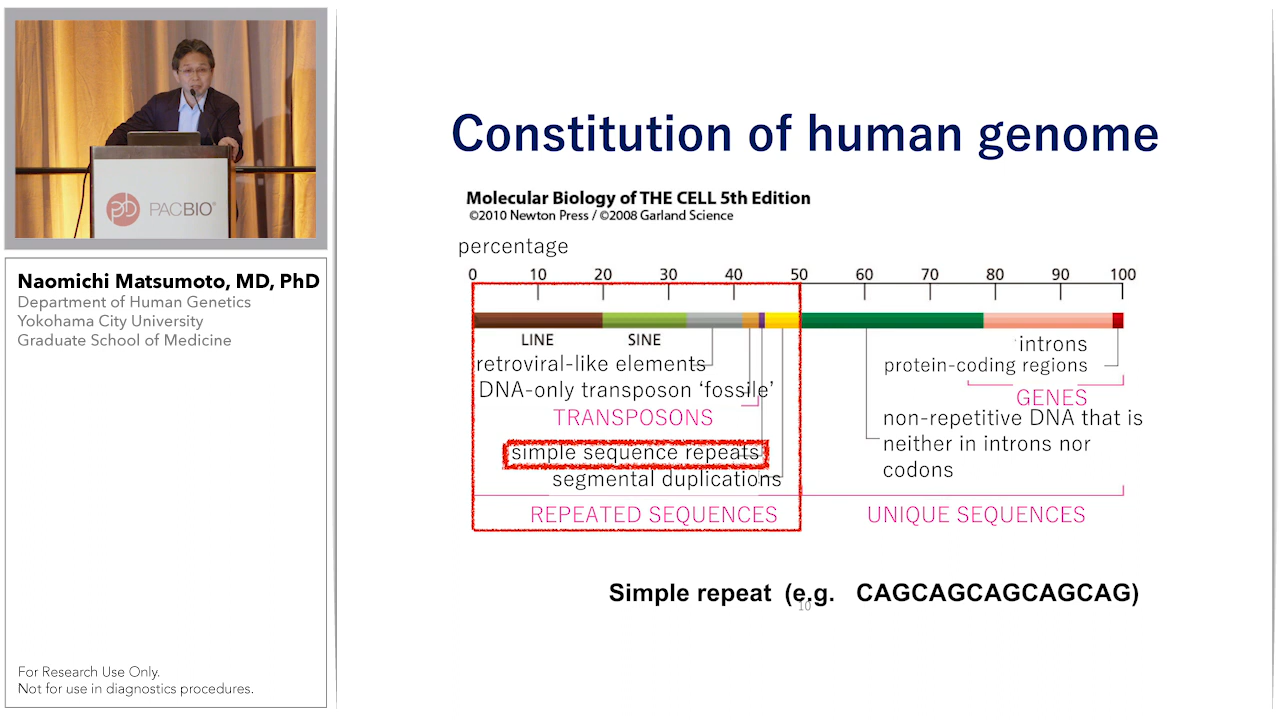 PACBIO®
Naomichi Matsumoto, MD, PhD
Department of Human Genetics
Yokohama City University
Graduate School of Medicine
For Research Use Only.
Not for use in diagnostics procedures.
Constitution of human genome
Molecular Biology of THE CELL 5th Edition
©2010 Newton Press / ©2008 Garland Science
percentage
0 10 20 30 40 50 60 70 80 90 100
LINE SINE
retroviral-like elements
DNA-only transposon ‘fossile’
TRANSPOSONS
simple sequence repeats
segmental duplications
REPEATED SEQUENCES
introns
protein-coding regions
GENES
non-repetitive DNA that is
neither in introns nor
codons
UNIQUE SEQUENCES
Simple repeat (e.g. CAGCAGCAGCAGCAG)
10